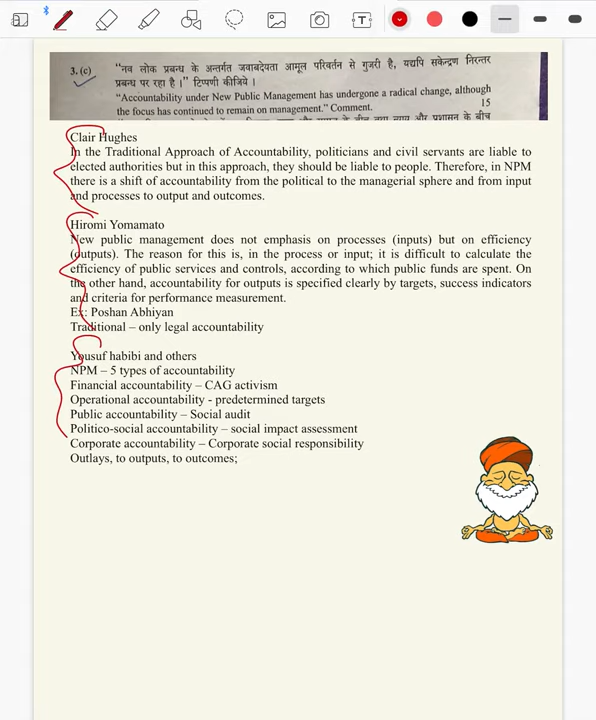 3. (c) “नव लोक प्रबन्ध के अन्तर्गत जवाबदेयता आमूल परिवर्तन से गुजरी है, यद्यपि सकेन्द्रण निरन्तर
प्रबन्ध पर रहा है ।” टिप्पणी कीजिये ।
“Accountability under New Public Management has undergone a radical change, although
the focus has continued to remain on management.” Comment. 15
और प्रशासन के बीच
Clair Hughes
In the Traditional Approach of Accountability, politicians and civil servants are liable to
elected authorities but in this approach, they should be liable to people. Therefore, in NPM
there is a shift of accountability from the political to the managerial sphere and from input
and processes to output and outcomes.
Hiromi Yomamato
New public management does not emphasis on processes (inputs) but on efficiency
(outputs). The reason for this is, in the process or input; it is difficult to calculate the
efficiency of public services and controls, according to which public funds are spent. On
the other hand, accountability for outputs is specified clearly by targets, success indicators
and criteria for performance measurement.
Ex: Poshan Abhiyan
Traditional – only legal accountability
Yousuf habibi and others
NPM – 5 types of accountability
Financial accountability – CAG activism
Operational accountability - predetermined targets
Public accountability – Social audit
Politico-social accountability – social impact assessment
Corporate accountability – Corporate social responsibility
Outlays, to outputs, to outcomes;